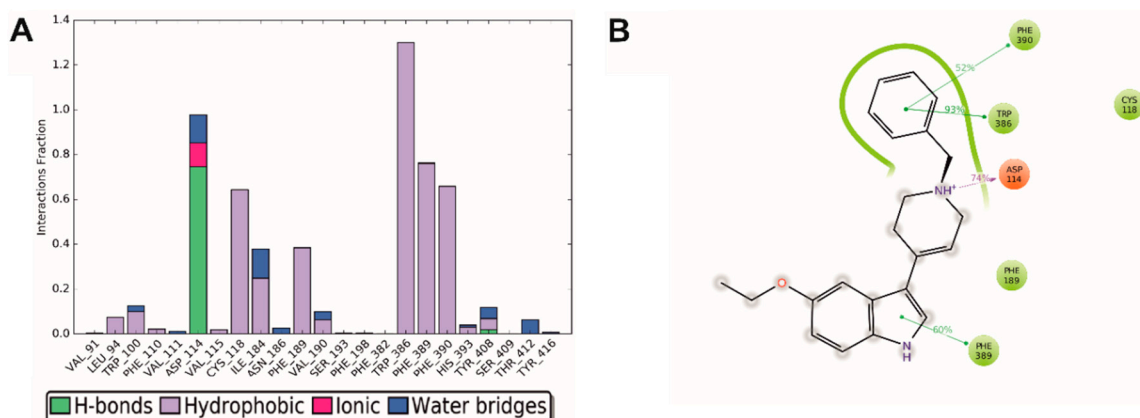 A
Interactions Fraction
1.4
1.2
1.0
0.8
0.6
0.4
0.2
0.0
VAL_91
LEU_94
TRP_100
PHE_110
VAL_111
ASP_114
VAL_115
CYS_118
ILE_184
ASN_186
PHE_189
VAL_190
SER_193
PHE_198
PHE_382
TRP_386
PHE_389
PHE_390
HIS_393
TYR_408
SER_409
THR_412
TYR_416
H-bonds Hydrophobic Ionic Water bridges
B
PHE
390
52%
CYS
118
93%
TRP
386
74%
ASP
114
NH+
PHE
189
O
60%
N
H
PHE
389